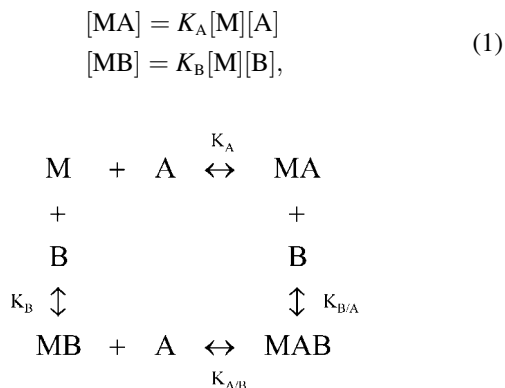 [MA] = K_A[M][A]
[MB] = K_B[M][B],
(1)
K_A
M + A ↔ MA
+ +
B B
K_B ↕ ↕ K_B/A
MB + A ↔ MAB
K_A/B